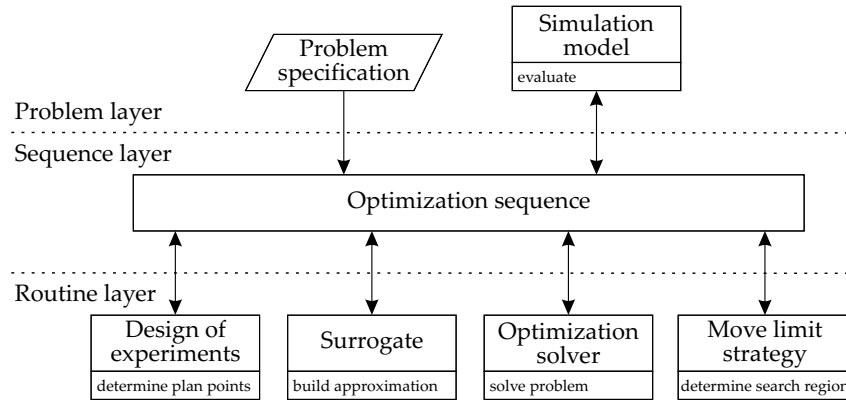 Problem
specification
Simulation
model
evaluate
Problem layer
Sequence layer
Optimization sequence
Routine layer
Design of
experiments
determine plan points
Surrogate
build approximation
Optimization
solver
solve problem
Move limit
strategy
determine search region